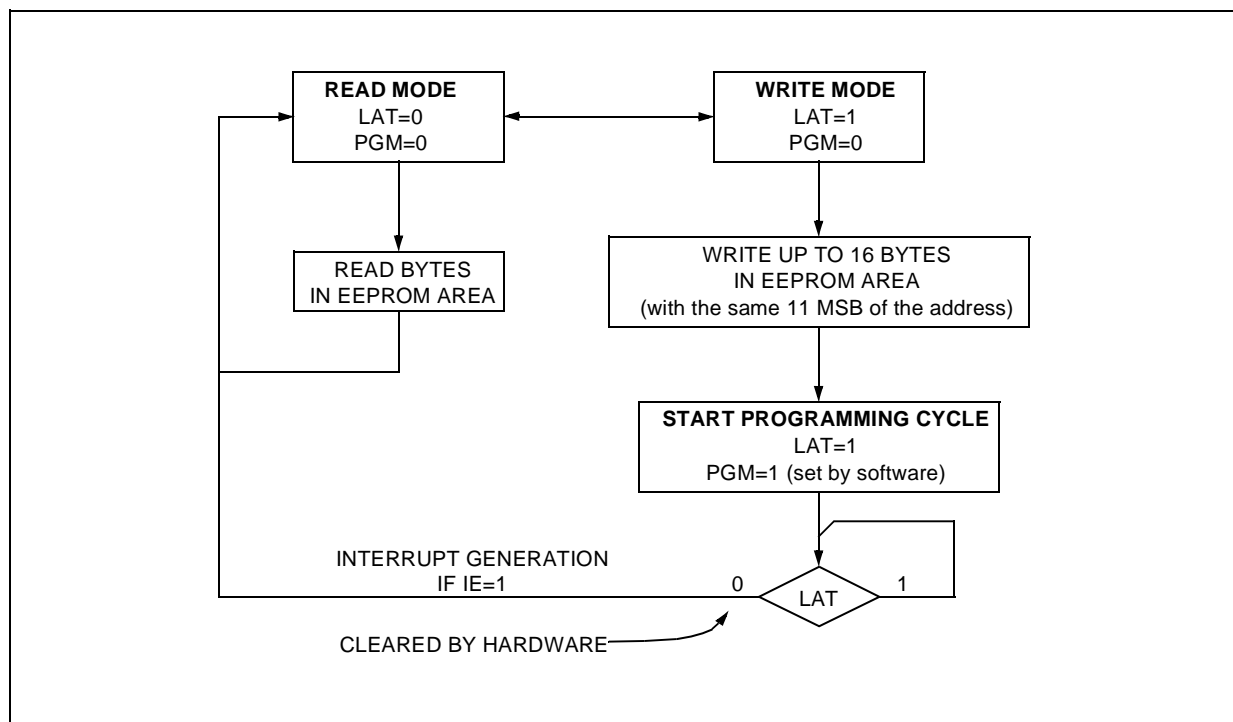 READ MODE
LAT=0
PGM=0
WRITE MODE
LAT=1
PGM=0
READ BYTES
IN EEPROM AREA
WRITE UP TO 16 BYTES
IN EEPROM AREA
(with the same 11 MSB of the address)
START PROGRAMMING CYCLE
LAT=1
PGM=1 (set by software)
INTERRUPT GENERATION
IF IE=1
0
LAT
1
CLEARED BY HARDWARE